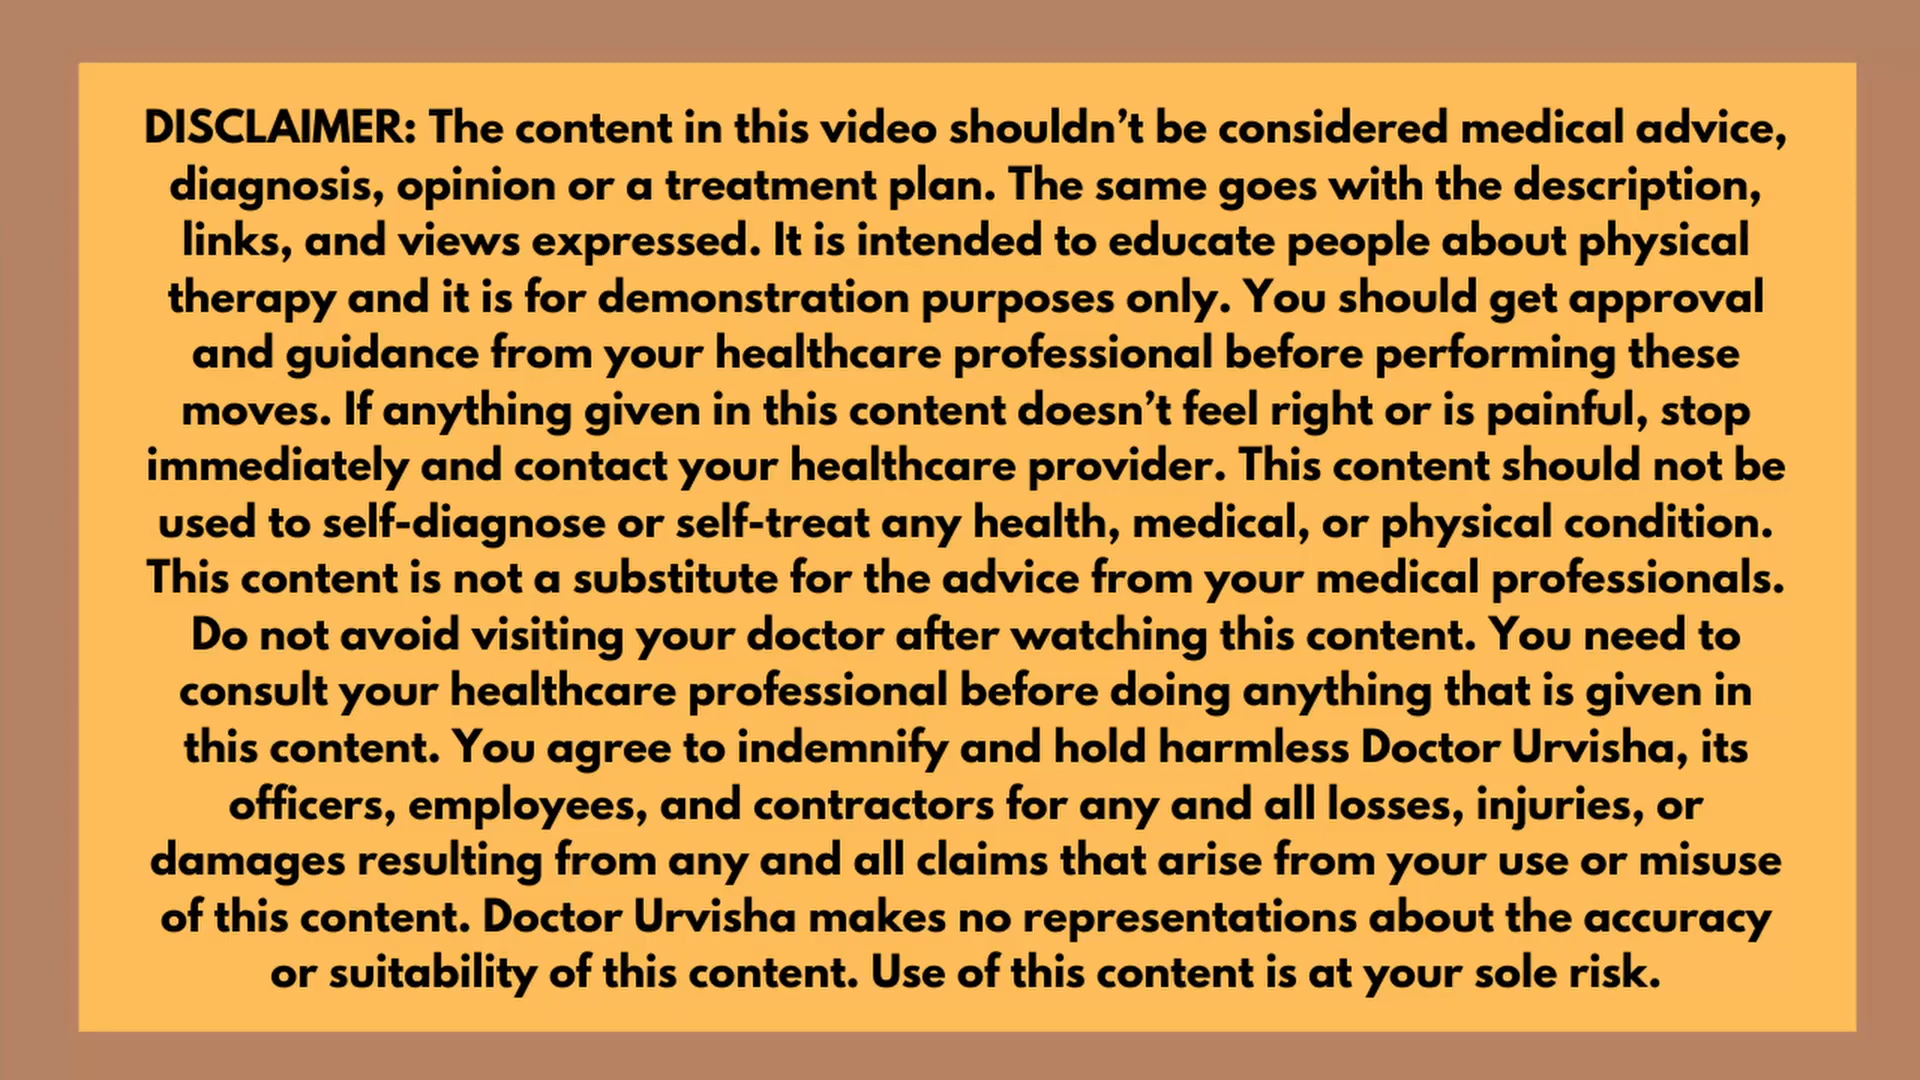 DISCLAIMER: The content in this video shouldn’t be considered medical advice,
diagnosis, opinion or a treatment plan. The same goes with the description,
links, and views expressed. It is intended to educate people about physical
therapy and it is for demonstration purposes only. You should get approval
and guidance from your healthcare professional before performing these
moves. If anything given in this content doesn’t feel right or is painful, stop
immediately and contact your healthcare provider. This content should not be
used to self-diagnose or self-treat any health, medical, or physical condition.
This content is not a substitute for the advice from your medical professionals.
Do not avoid visiting your doctor after watching this content. You need to
consult your healthcare professional before doing anything that is given in
this content. You agree to indemnify and hold harmless Doctor Urvisha, its
officers, employees, and contractors for any and all losses, injuries, or
damages resulting from any and all claims that arise from your use or misuse
of this content. Doctor Urvisha makes no representations about the accuracy
or suitability of this content. Use of this content is at your sole risk.